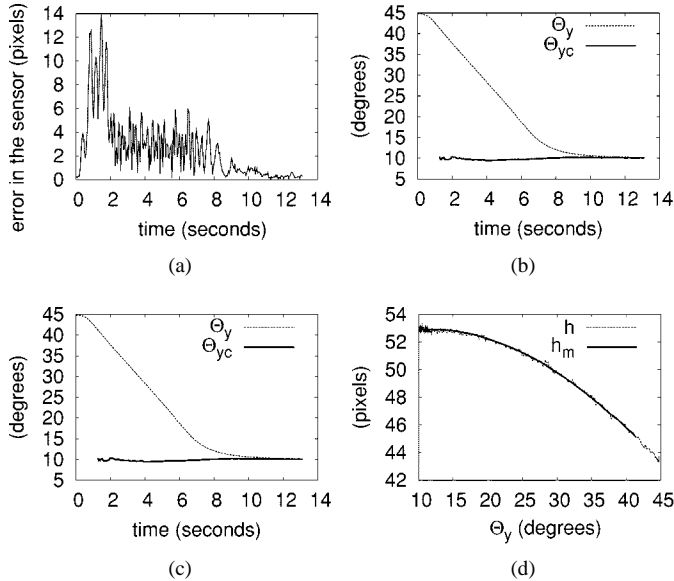 error in the sensor (pixels)
14
12
10
8
6
4
2
0
0 2 4 6 8 10 12 14
time (seconds)
(a)
(degrees)
45
40
35
30
25
20
15
10
5
Θy
Θyc
0 2 4 6 8 10 12 14
time (seconds)
(b)
(degrees)
45
40
35
30
25
20
15
10
5
Θy
Θyc
0 2 4 6 8 10 12 14
time (seconds)
(c)
(pixels)
54
52
50
48
46
44
42
h
hm
10 15 20 25 30 35 40 45
Θy (degrees)
(d)